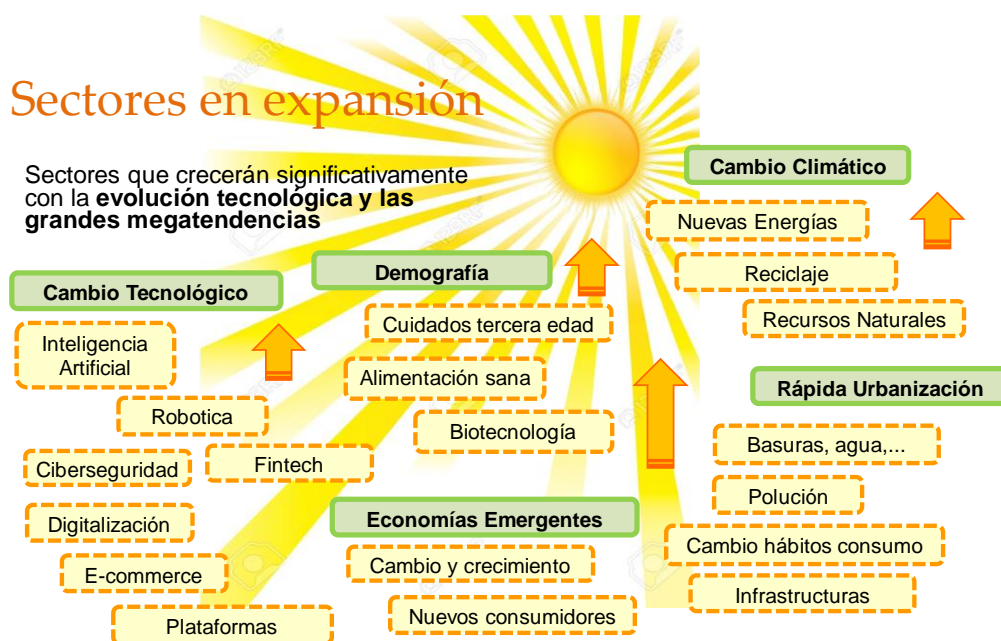 Sectores en expansión
Sectores que crecerán significativamente
con la evolución tecnológica y las
grandes megatendencias
Cambio Tecnológico
Inteligencia
Artificial
Robotica
Ciberseguridad
Fintech
Digitalización
E-commerce
Plataformas
Demografía
Cuidados tercera edad
Alimentación sana
Biotecnología
Economías Emergentes
Cambio y crecimiento
Nuevos consumidores
Cambio Climático
Nuevas Energías
Reciclaje
Recursos Naturales
Rápida Urbanización
Basuras, agua,...
Polución
Cambio hábitos consumo
Infrastructuras